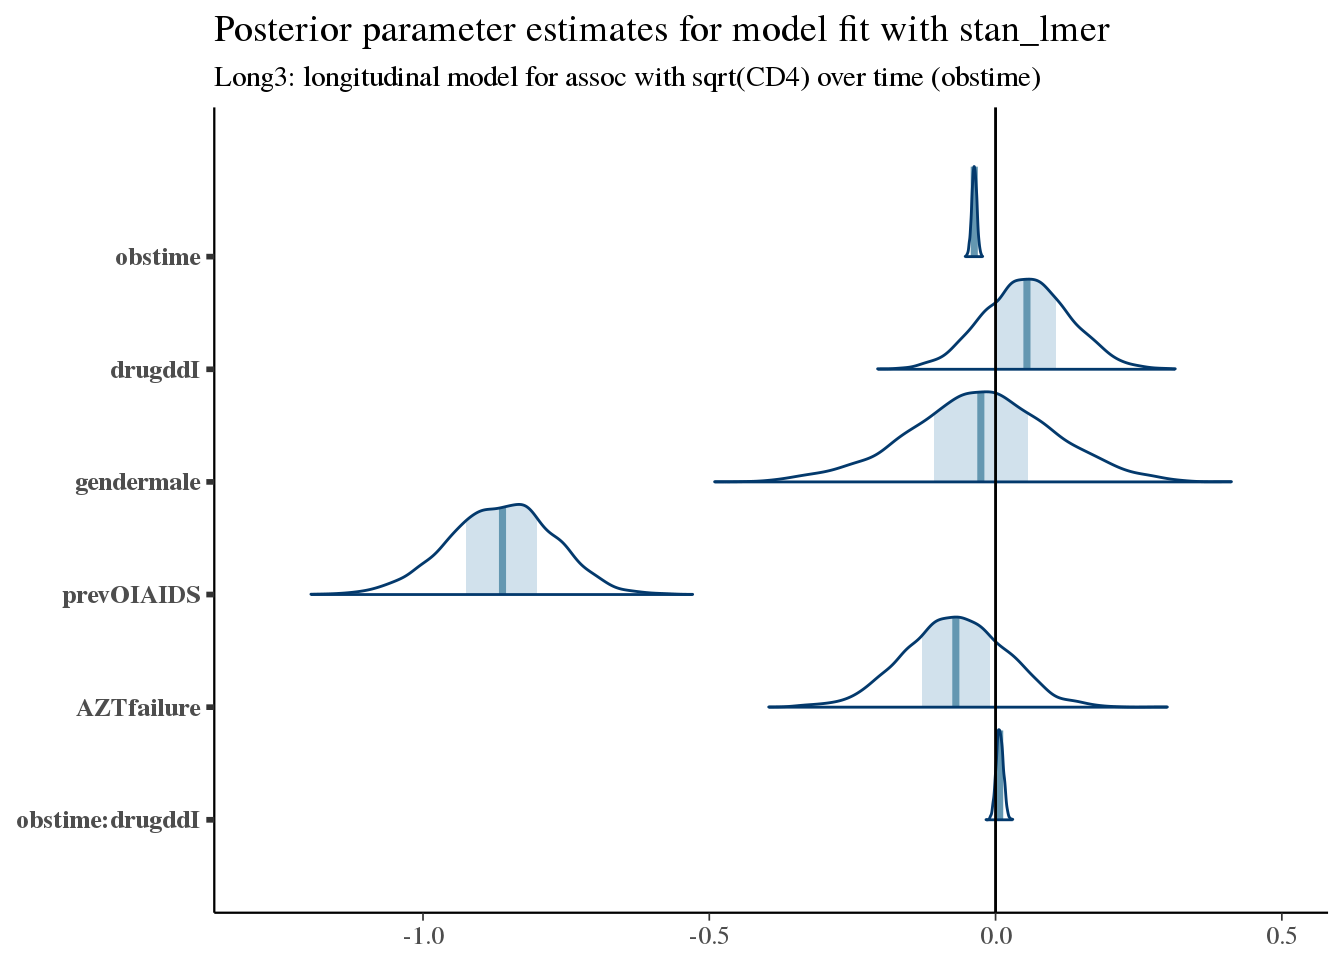 Posterior parameter estimates for model fit with stan_lmer
Long3: longitudinal model for assoc with sqrt(CD4) over time (obstime)
obstime
drugddI
gendermale
prevOIAIDS
AZTfailure
obstime:drugddI
-1.0 -0.5 0.0 0.5